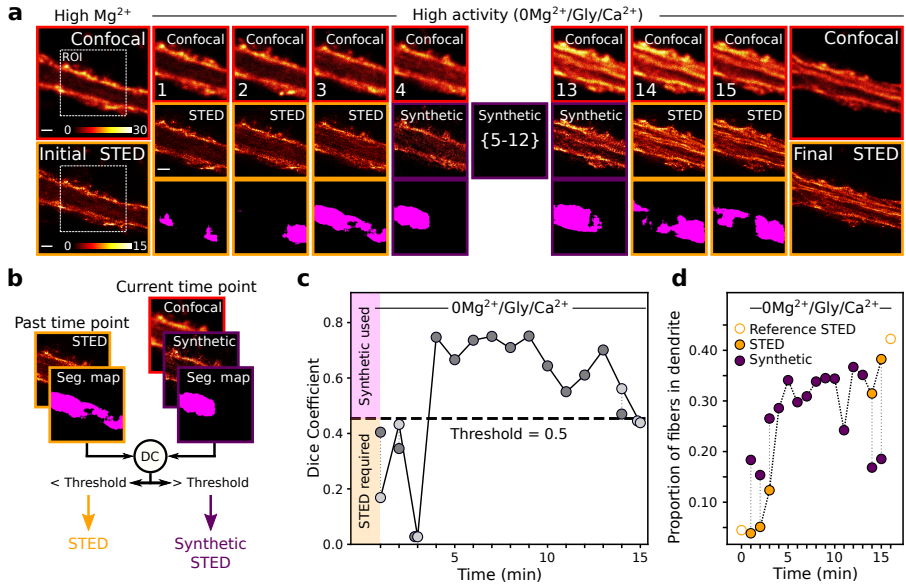 a
High Mg²⁺
High activity (0Mg²⁺/Gly/Ca²⁺)
Confocal
ROI
0 30
Initial STED
0 15
Confocal
1
Confocal
2
Confocal
3
Confocal
4
Confocal
13
Confocal
14
Confocal
15
Confocal
STED
STED
STED
Synthetic
Synthetic
{5-12}
Synthetic
STED
STED
Final STED
b
Current time point
Confocal
Past time point
STED
Synthetic
Seg. map
Seg. map
DC
< Threshold
> Threshold
STED
Synthetic
STED
c
0Mg²⁺/Gly/Ca²⁺
Dice Coefficient
Synthetic used
STED required
0.8
0.6
0.4
0.2
0.0
Threshold = 0.5
5
10
15
Time (min)
d
0Mg²⁺/Gly/Ca²⁺
Reference STED
STED
Synthetic
Proportion of fibers in dendrite
0.40
0.30
0.20
0.10
0.00
0
5
10
15
Time (min)